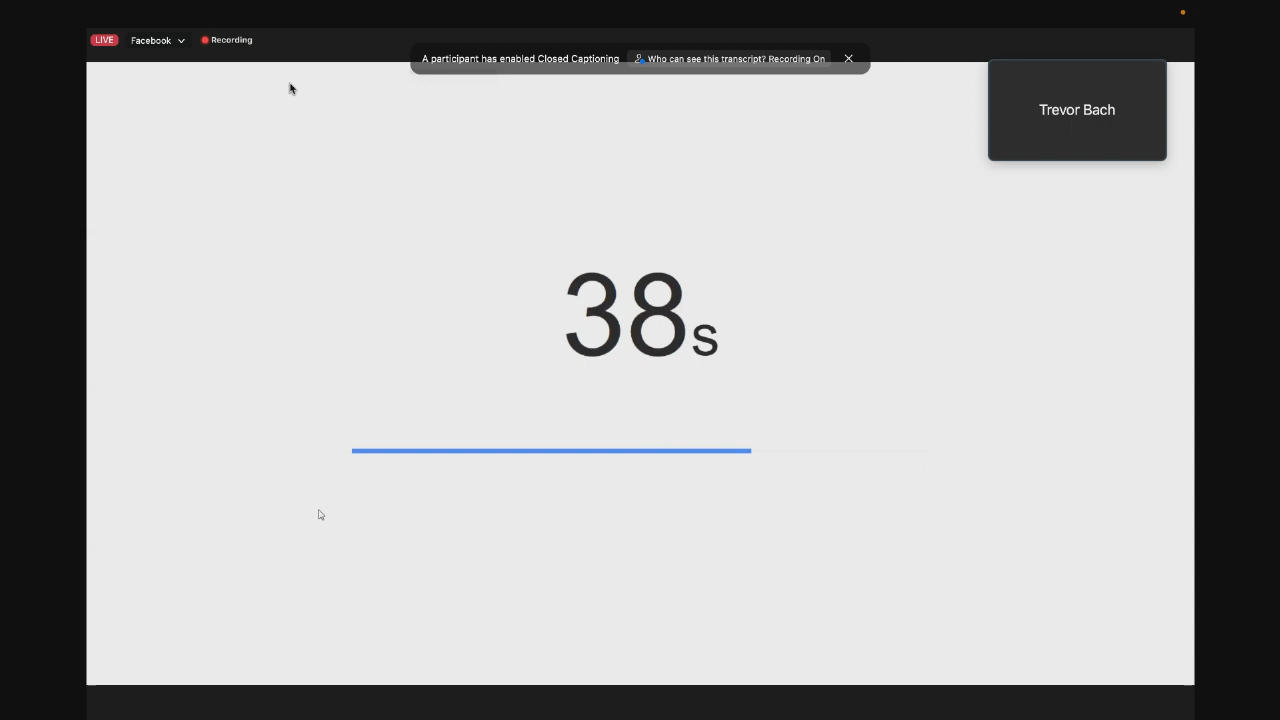 LIVE Facebook Recording
A participant has enabled Closed Captioning Who can see this transcript? Recording On
Trevor Bach
38s